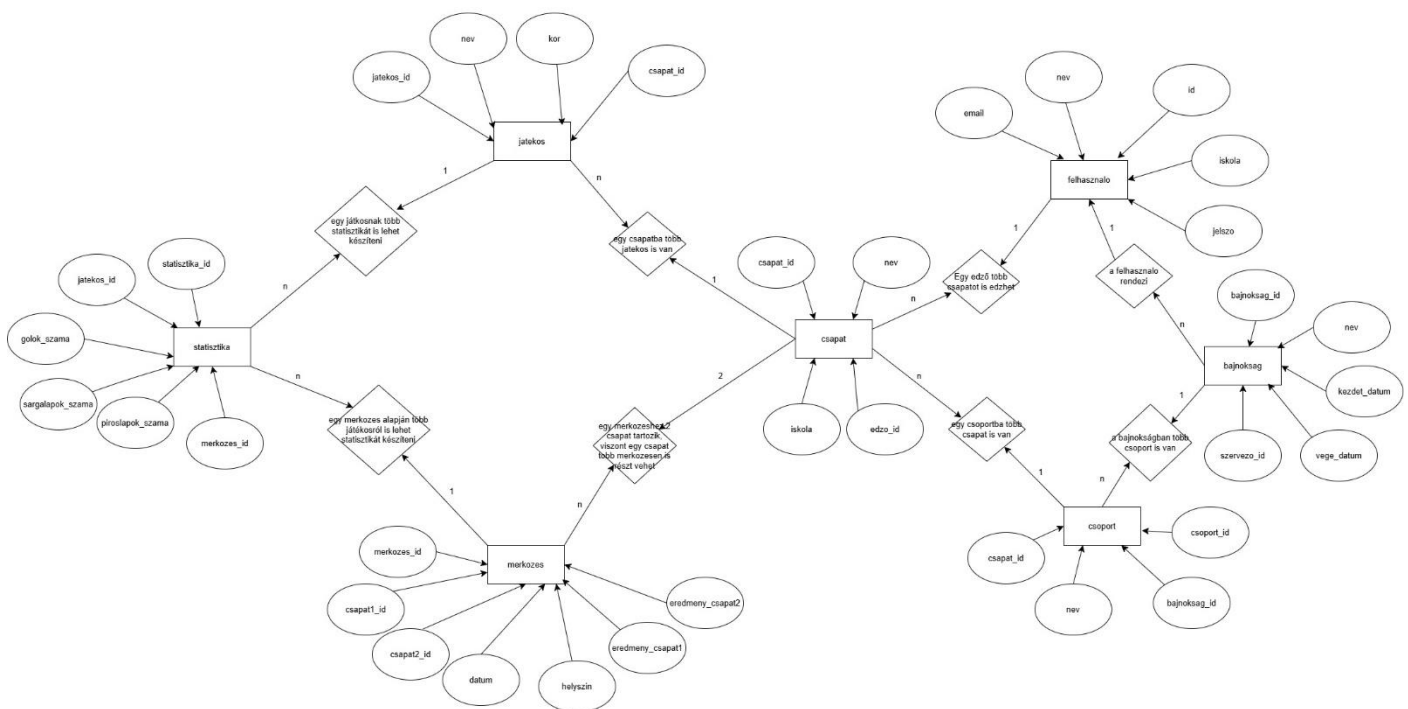 nev
kor
jatekos_id
csapat_id
jatekos
1
n
egy játkosnak több
statisztikát is lehet
készíteni
egy csapatba több
jatekos is van
n
1
nev
id
email
iskola
felhasznalo
jelszo
1
1
Egy edző több
csapatot is edzhet
a felhasznalo
rendezi
n
n
statisztika_id
jatekos_id
golok_szama
statisztika
sargalapok_szama
piroslapok_szama
merkozes_id
n
csapat_id
nev
csapat
iskola
edzo_id
2
n
bajnoksag_id
nev
bajnoksag
kezdet_datum
szervezo_id
vege_datum
1
egy merkozes alapján több
játékosról is lehet
statisztikát készíteni
egy merkozeshez 2
csapat tartozik,
viszont egy csapat
több merkozesen is
részt vehet
egy csoportba több
csapat is van
a bajnokságban több
csoport is van
1
n
1
n
merkozes_id
merkozes
csapat1_id
csapat2_id
datum
helyszin
eredmeny_csapat1
eredmeny_csapat2
csoport
csapat_id
csoport_id
nev
bajnoksag_id